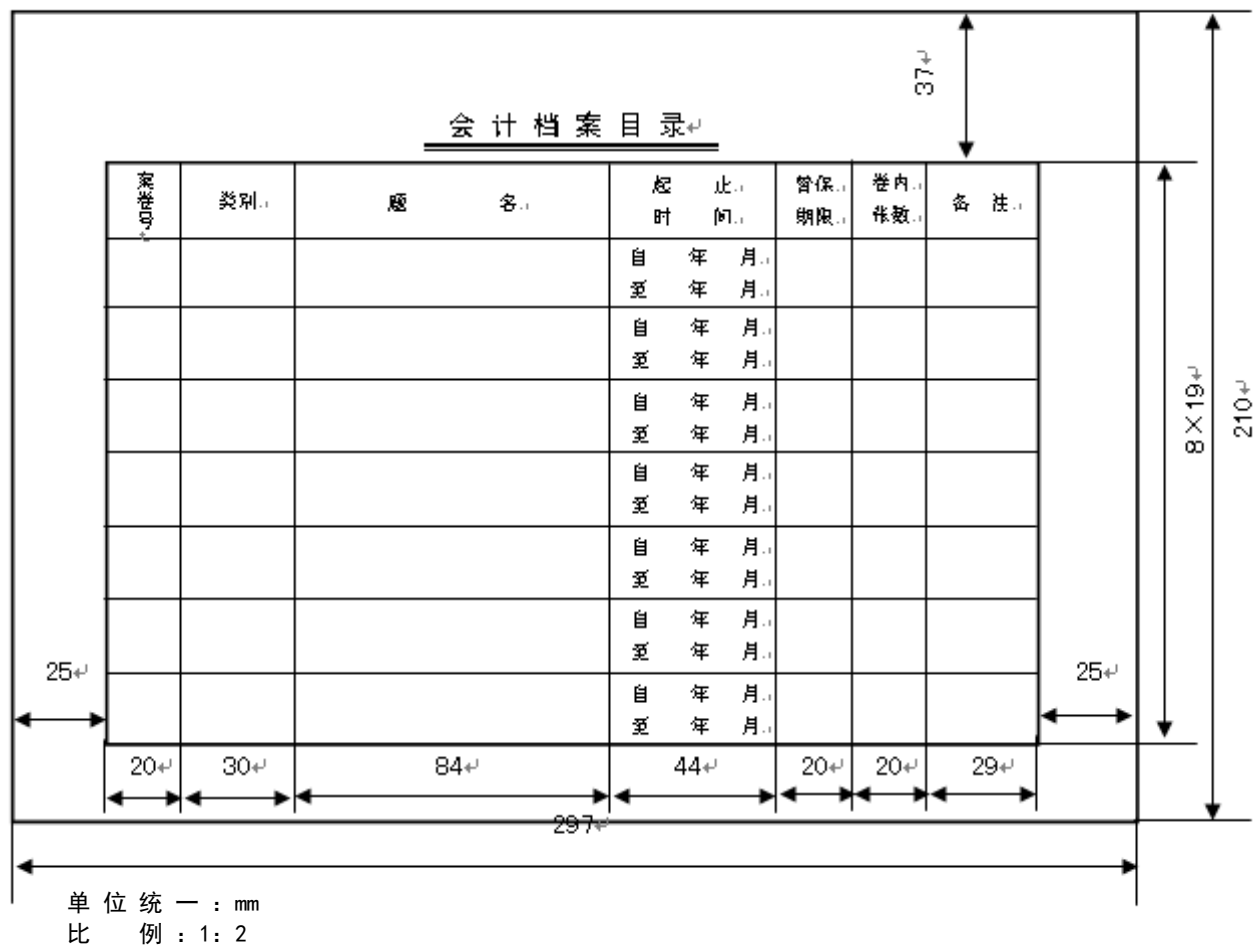 37
会 计 档 案 目 录
案卷号
类别
题 名
起 止
时 间
管保
期限
卷内
张数
备 注
自 年 月
至 年 月
自 年 月
至 年 月
自 年 月
至 年 月
自 年 月
至 年 月
自 年 月
至 年 月
自 年 月
至 年 月
自 年 月
至 年 月
8×19
210
25
25
20
30
84
44
20
20
29
297
单 位 统 一 : mm
比 例 : 1: 2